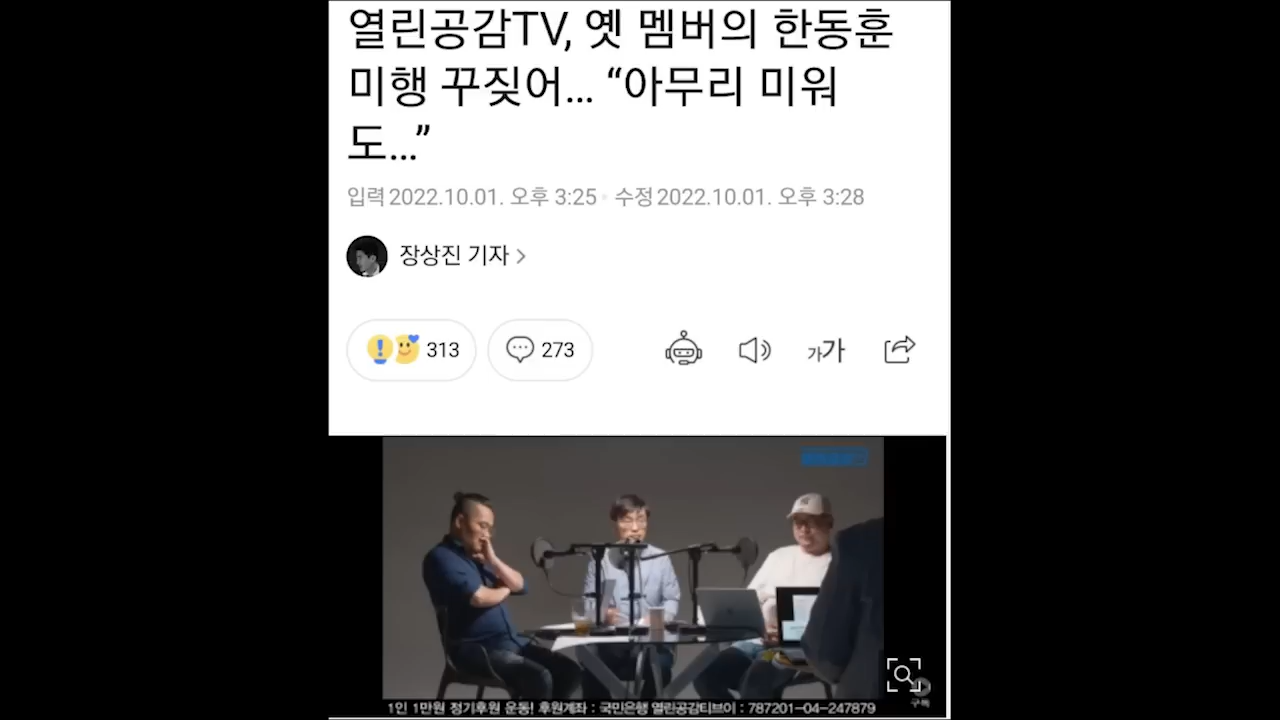 열린공감TV, 옛 멤버의 한동훈
미행 꾸짖어... “아무리 미워
도...”
입력 2022.10.01. 오후 3:25 · 수정 2022.10.01. 오후 3:28
장상진 기자 >
313 273 가가
1인 1만원 정기후원 운동! 후원계좌 : 국민은행 열린공감티브이 : 787201-04-247879
구독